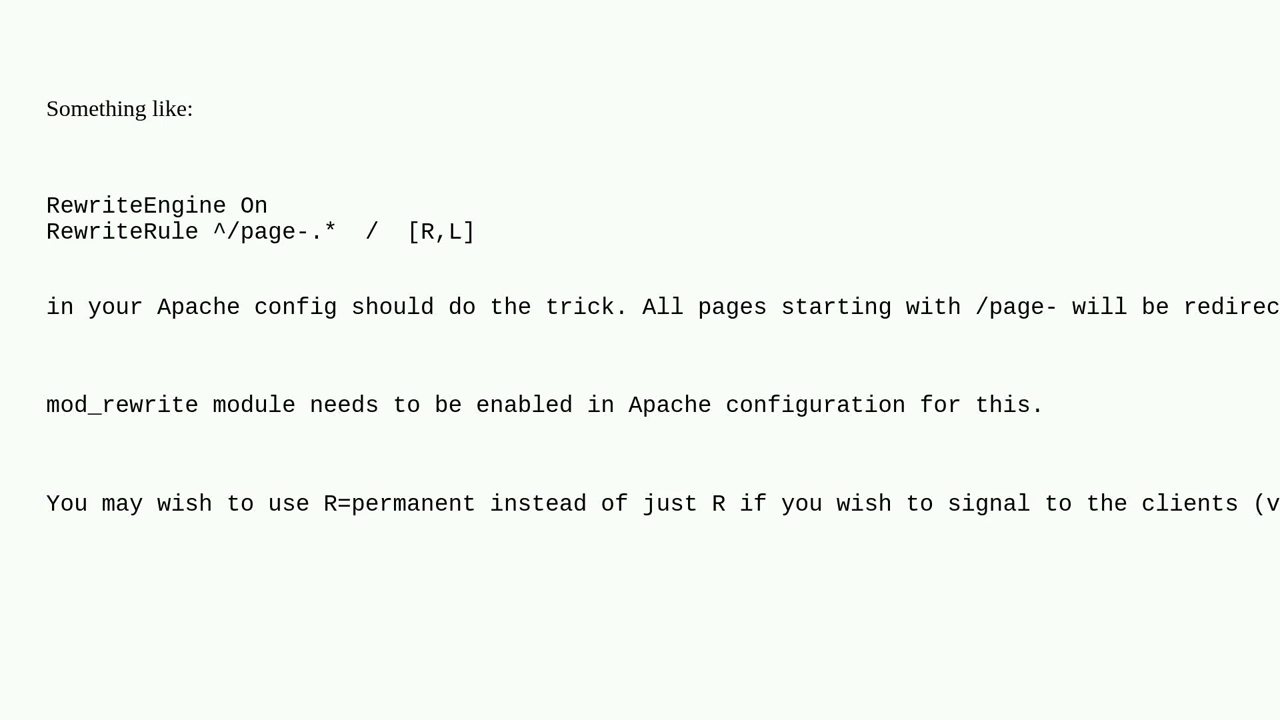 Something like:
RewriteEngine On
RewriteRule ^/page-.*  /  [R,L]
in your Apache config should do the trick. All pages starting with /page- will be redirec
mod_rewrite module needs to be enabled in Apache configuration for this.
You may wish to use R=permanent instead of just R if you wish to signal to the clients (v